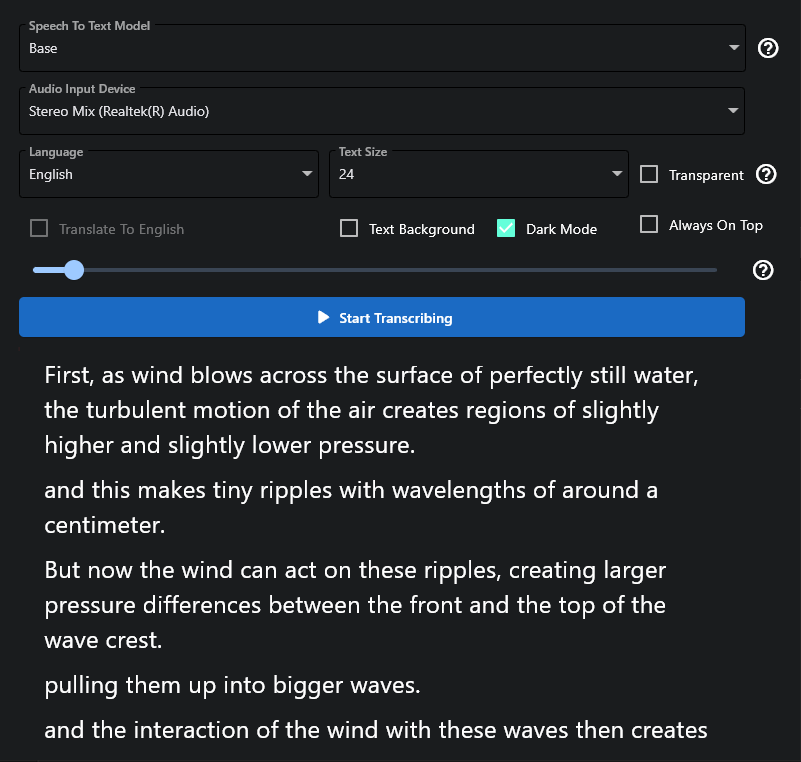 Speech To Text Model
Base
Audio Input Device
Stereo Mix (Realtek(R) Audio)
Language
English
Text Size
24
Transparent
Translate To English
Text Background
Dark Mode
Always On Top
Start Transcribing
First, as wind blows across the surface of perfectly still water,
the turbulent motion of the air creates regions of slightly
higher and slightly lower pressure.
and this makes tiny ripples with wavelengths of around a
centimeter.
But now the wind can act on these ripples, creating larger
pressure differences between the front and the top of the
wave crest.
pulling them up into bigger waves.
and the interaction of the wind with these waves then creates